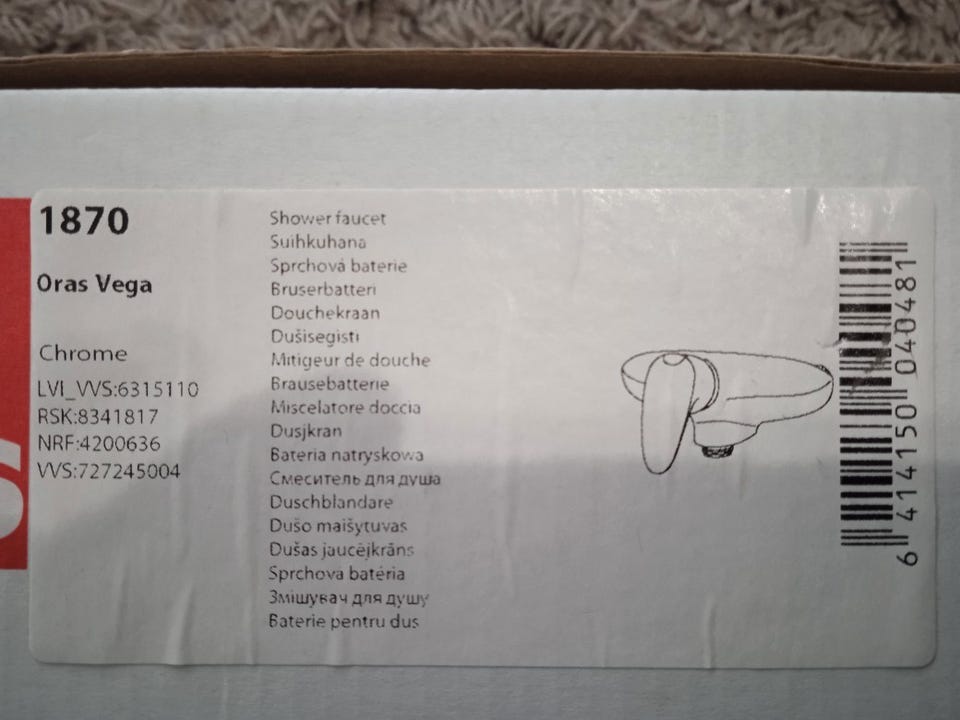 1870
Oras Vega
Chrome
LVI_VVS:6315110
RSK:8341817
NRF:4200636
VVS:727245004
Shower faucet
Suihkuhana
Sprchová baterie
Bruserbatteri
Douchekraan
Dušisegisti
Mitigeur de douche
Brausebatterie
Miscelatore doccia
Dusjkran
Bateria natryskowa
Смеситель для душа
Duschblandare
Dušo maišytuvas
Dušas jaucējkrāns
Sprchova batéria
Змішувач для душу
Baterie pentru dus
6 414150 040481